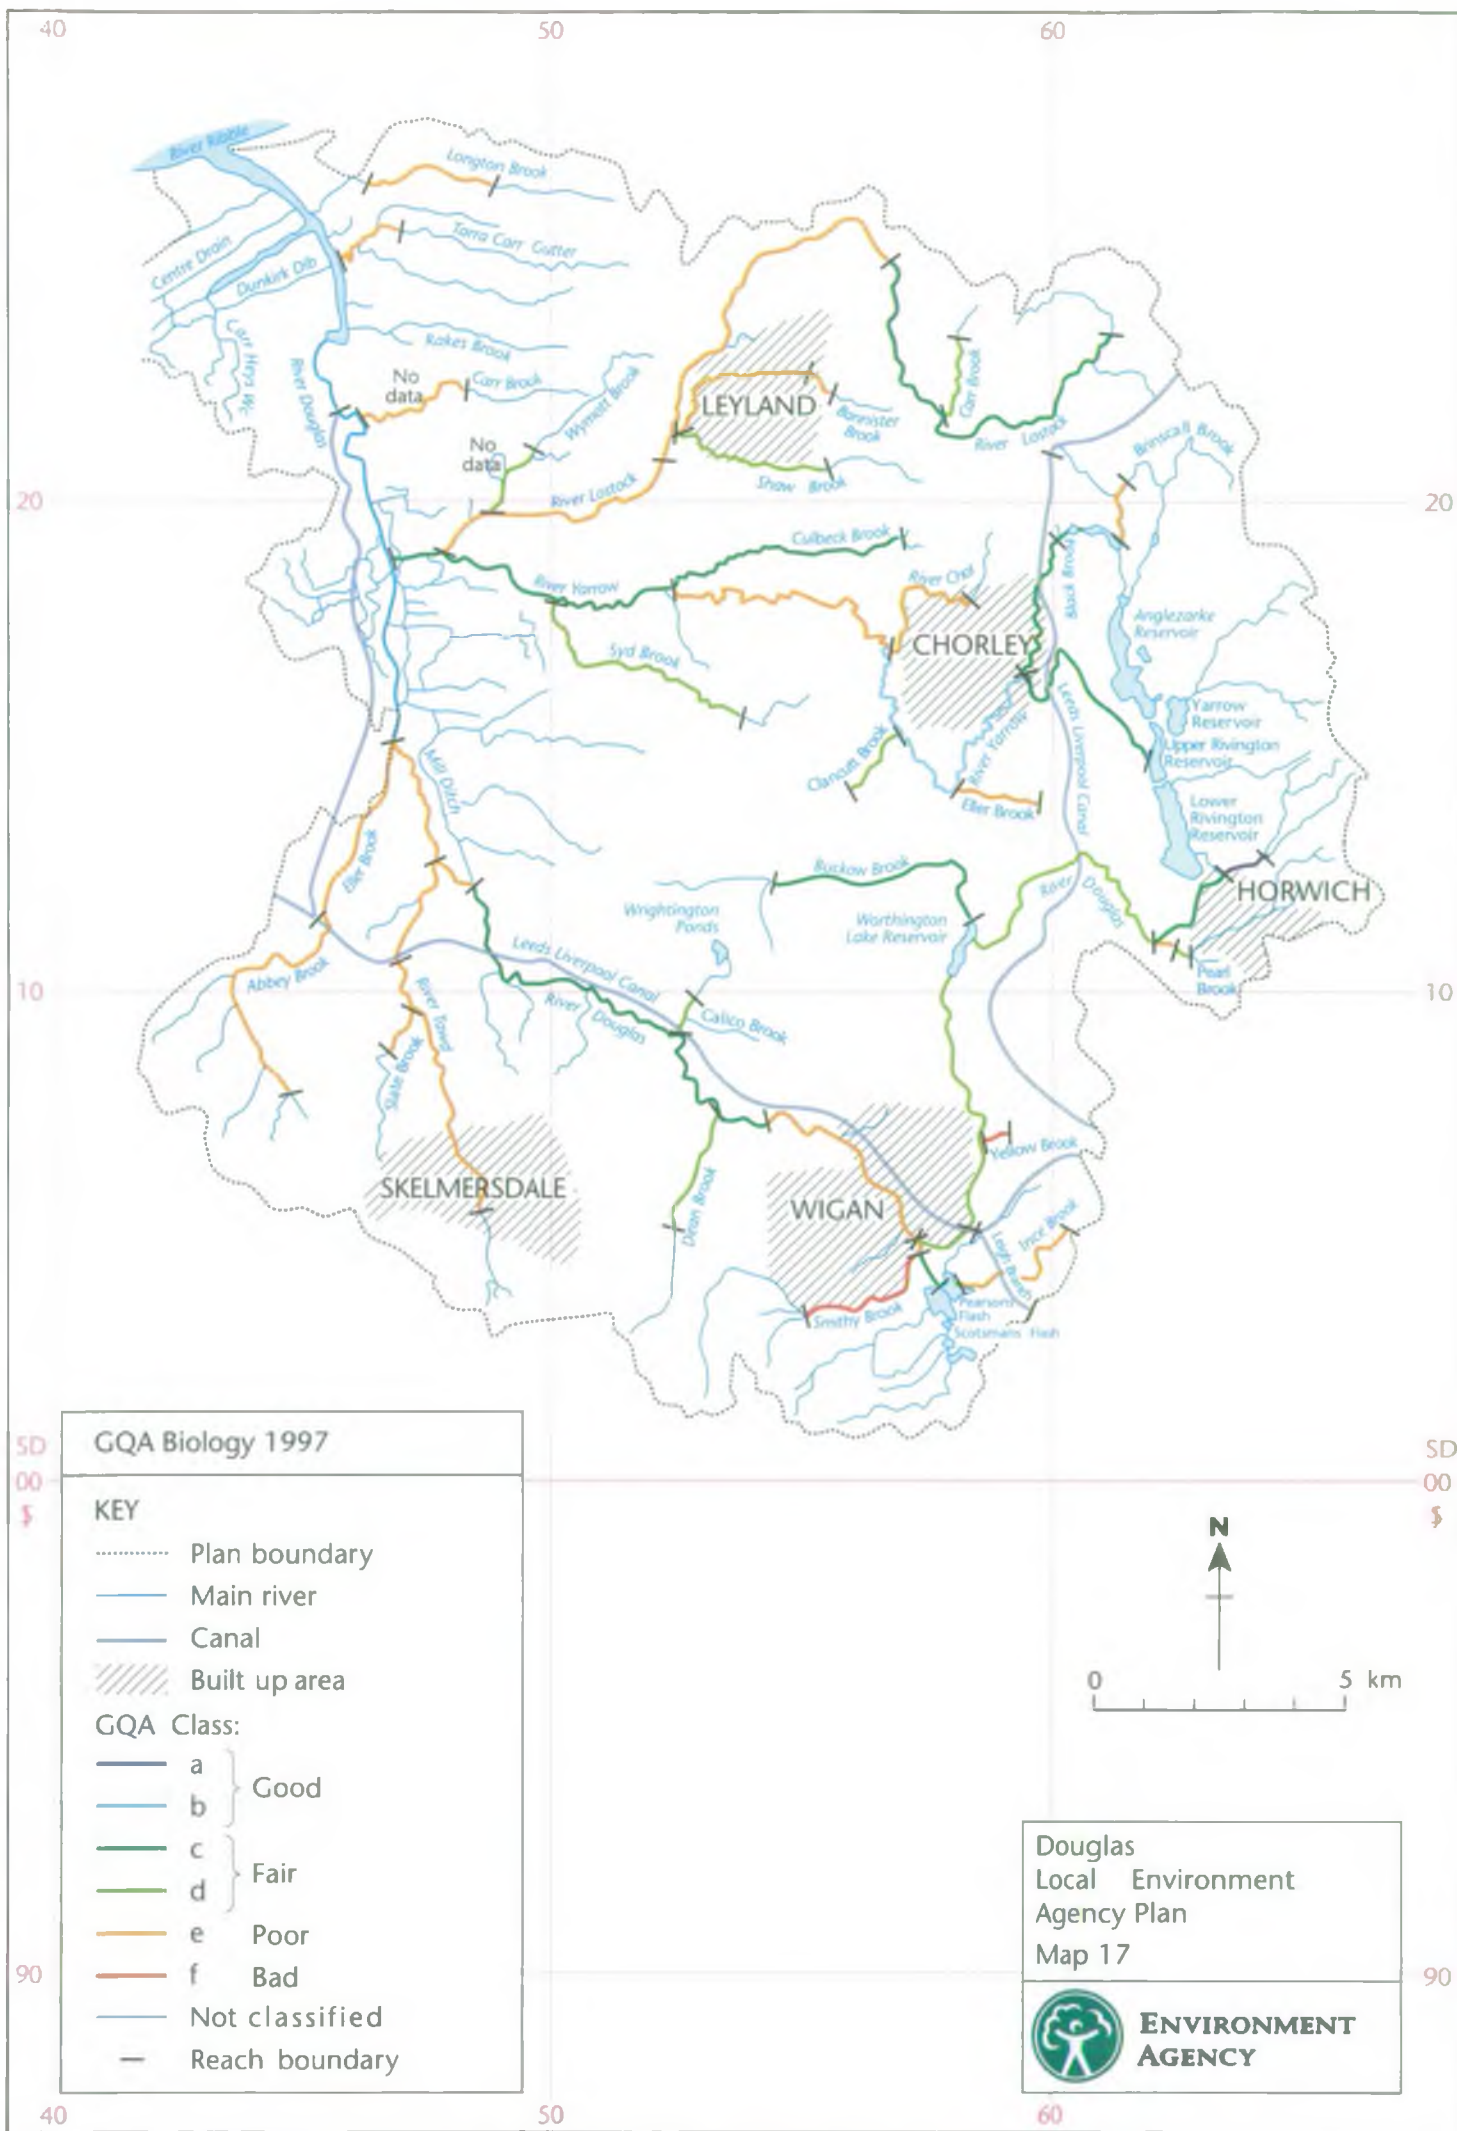 40 50 60
River Ribble
Longton Brook
Tarra Carr Gutter
Centre Drain
Dunkirk Dib
Carr Heys Wc.
Rakes Brook
River Douglas
No
data
Carr Brook
Wymott Brook
No
data
LEYLAND
Bannister
Brook
Carr Brook
River Lostock
Shaw Brook
River Lostock
Brinscall Brook
20 20
Culbeck Brook
River Yarrow
River Chor
Black Brook
Anglezarke
Reservoir
CHORLEY
Syd Brook
Yarrow
Reservoir
Leeds Liverpool Canal
River Yarrow
Upper Rivington
Reservoir
Clancutt Brook
Mill Ditch
Eller Brook
Lower
Rivington
Reservoir
Eller Brook
Buckow Brook
River Douglas
HORWICH
Wrightington
Ponds
Worthington
Lake Reservoir
Leeds Liverpool Canal
Abbey Brook
Pearl
Brook
10 10
River Tawd
River Douglas
Calico Brook
Slate Brook
Yellow Brook
SKELMERSDALE
Dean Brook
WIGAN
Ince Brook
Leigh Branch
Smithy Brook
Pearsons
Flash
Scotsmans Flash
GQA Biology 1997
SD SD
00 00
KEY
Plan boundary
Main river
Canal
Built up area
GQA Class:
a
Good
b
c
Fair
d
e Poor
f Bad
Not classified
Reach boundary
N
0 5 km
Douglas
Local Environment
Agency Plan
Map 17
90 90
ENVIRONMENT
AGENCY
40 50 60